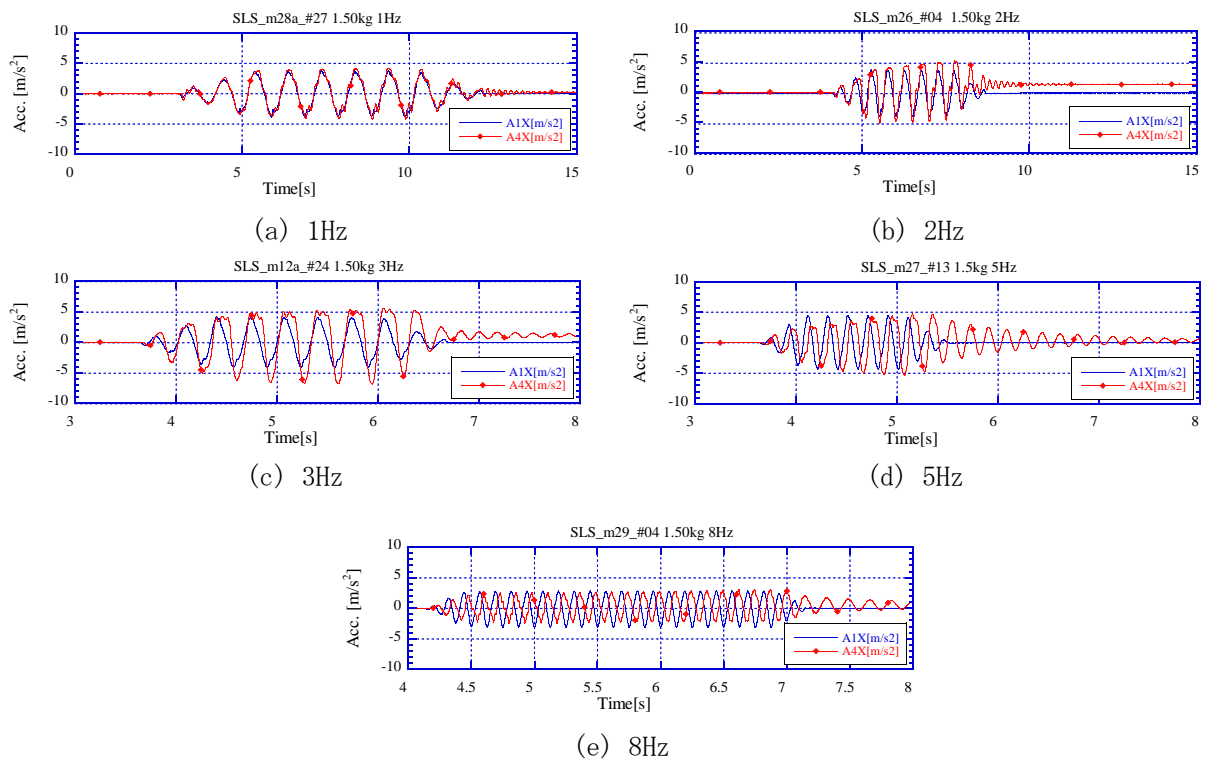 SLS_m28a_#27 1.50kg 1Hz
10
5
0
-5
-10
Acc. [m/s²]
A1X[m/s2]
A4X[m/s2]
0 5 10 15
Time[s]
(a) 1Hz
SLS_m26_#04 1.50kg 2Hz
10
5
0
-5
-10
Acc. [m/s²]
A1X[m/s2]
A4X[m/s2]
0 5 10 15
Time[s]
(b) 2Hz
SLS_m12a_#24 1.50kg 3Hz
10
5
0
-5
-10
Acc. [m/s²]
A1X[m/s2]
A4X[m/s2]
3 4 5 6 7 8
Time[s]
(c) 3Hz
SLS_m27_#13 1.5kg 5Hz
10
5
0
-5
-10
Acc. [m/s²]
A1X[m/s2]
A4X[m/s2]
3 4 5 6 7 8
Time[s]
(d) 5Hz
SLS_m29_#04 1.50kg 8Hz
10
5
0
-5
-10
Acc. [m/s²]
A1X[m/s2]
A4X[m/s2]
4 4.5 5 5.5 6 6.5 7 7.5 8
Time[s]
(e) 8Hz